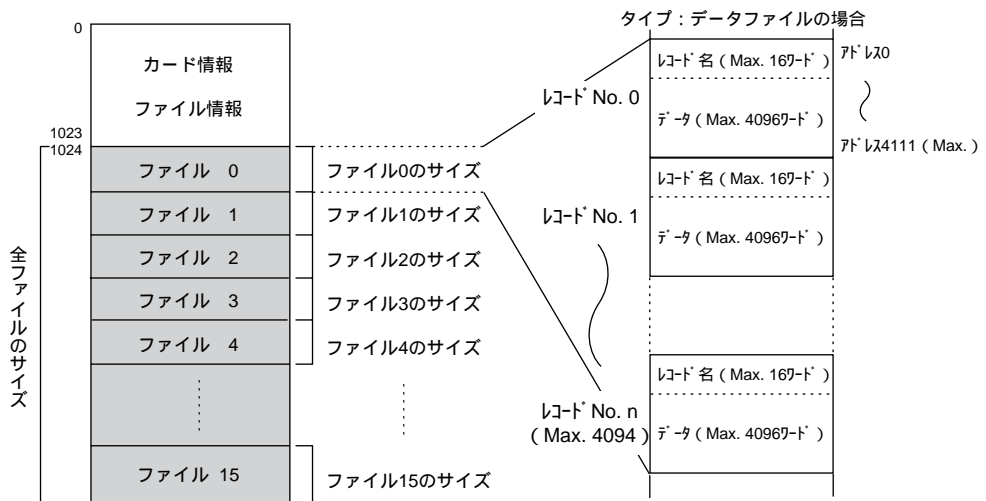 0
カード情報
ファイル情報
1023
1024
全ファイルのサイズ
ファイル 0
ファイル 1
ファイル 2
ファイル 3
ファイル 4
ファイル 15
ファイル0のサイズ
ファイル1のサイズ
ファイル2のサイズ
ファイル3のサイズ
ファイル4のサイズ
ファイル15のサイズ
タイプ：データファイルの場合
ﾚｺｰﾄﾞ No. 0
ﾚｺｰﾄﾞ名（Max. 16ﾜｰﾄﾞ）
ﾃﾞｰﾀ（Max. 4096ﾜｰﾄﾞ）
ｱﾄﾞﾚｽ0
ｱﾄﾞﾚｽ4111（Max.）
ﾚｺｰﾄﾞ No. 1
ﾚｺｰﾄﾞ名（Max. 16ﾜｰﾄﾞ）
ﾃﾞｰﾀ（Max. 4096ﾜｰﾄﾞ）
ﾚｺｰﾄﾞ No. n
（Max. 4094）
ﾚｺｰﾄﾞ名（Max. 16ﾜｰﾄﾞ）
ﾃﾞｰﾀ（Max. 4096ﾜｰﾄﾞ）